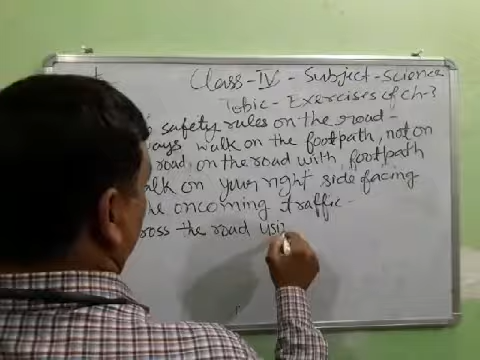 Class-IV - Subject-Science
Topic - Exercises of Ch-3
safety rules on the road-
ways walk on the footpath, not on
road, on the road with footpath
alk on your right side facing
he oncoming traffic-
ross the road usi